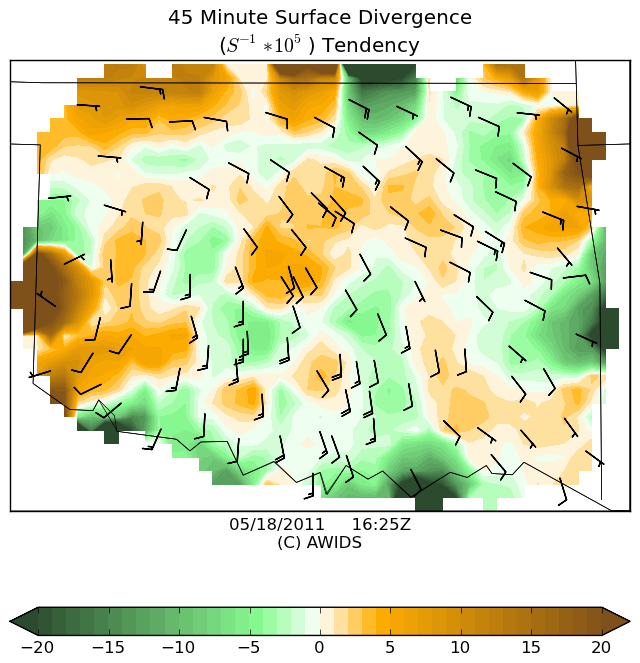 45 Minute Surface Divergence
(S⁻¹ *10⁵ ) Tendency
05/18/2011 16:25Z
(C) AWIDS
−20 −15 −10 −5 0 5 10 15 20